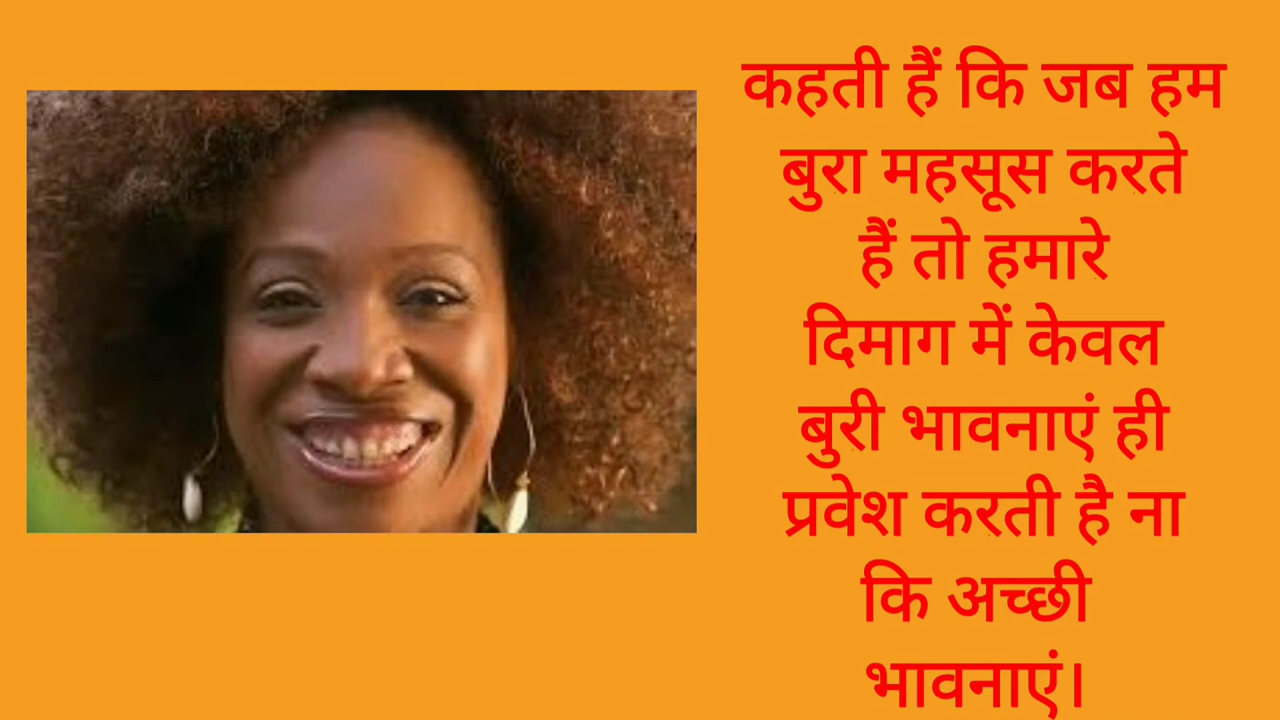 कहती हैं कि जब हम
बुरा महसूस करते
हैं तो हमारे
दिमाग में केवल
बुरी भावनाएं ही
प्रवेश करती है ना
कि अच्छी
भावनाएं।